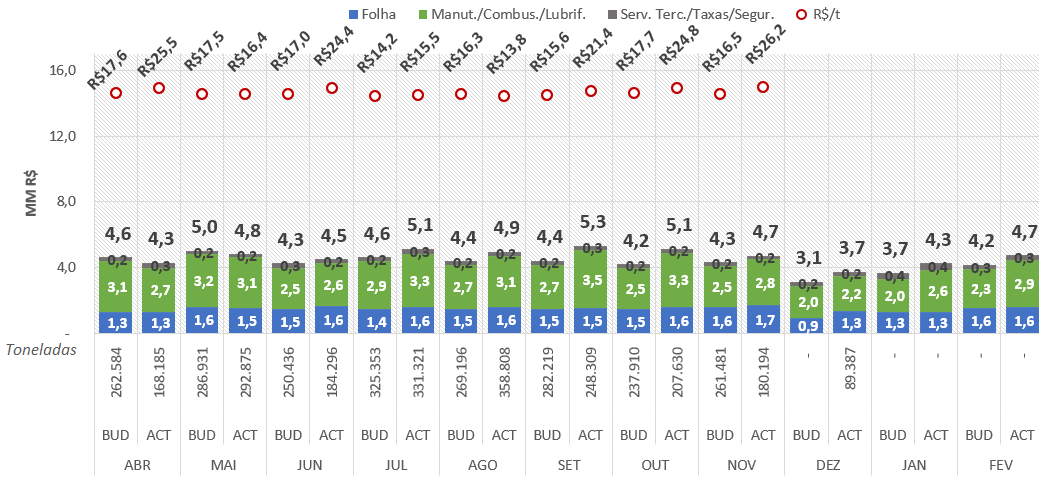 Folha Manut./Combus./Lubrif. Serv. Terc./Taxas/Segur. R$/t
R$17,6 R$25,5 R$17,5 R$16,4 R$17,0 R$24,4 R$14,2 R$15,5 R$16,3 R$13,8 R$15,6 R$21,4 R$17,7 R$24,8 R$16,5 R$26,2
16,0
12,0
8,0
4,0
-
MM R$
4,6 4,3 5,0 4,8 4,3 4,5 4,6 5,1 4,4 4,9 4,4 5,3 4,2 5,1 4,3 4,7 3,1 3,7 3,7 4,3 4,2 4,7
0,2 0,3 0,2 0,2 0,3 0,2 0,2 0,3 0,2 0,2 0,2 0,3 0,2 0,2 0,2 0,2 0,2 0,2 0,4 0,4 0,3 0,3
3,1 2,7 3,2 3,1 2,5 2,6 2,9 3,3 2,7 3,1 2,7 3,5 2,5 3,3 2,5 2,8 2,0 2,2 2,0 2,6 2,3 2,9
1,3 1,3 1,6 1,5 1,5 1,6 1,4 1,6 1,5 1,6 1,5 1,5 1,5 1,6 1,6 1,7 0,9 1,3 1,3 1,3 1,6 1,6
Toneladas 262.584 168.185 286.931 292.875 250.436 184.296 325.353 331.321 269.196 358.808 282.219 248.309 237.910 207.630 261.481 180.194 - 89.387 - - - -
BUD ACT BUD ACT BUD ACT BUD ACT BUD ACT BUD ACT BUD ACT BUD ACT BUD ACT BUD ACT BUD ACT
ABR MAI JUN JUL AGO SET OUT NOV DEZ JAN FEV